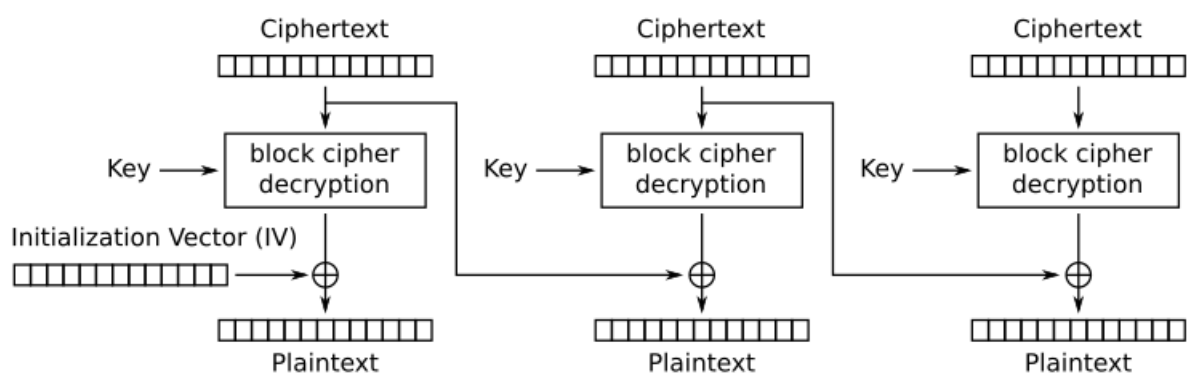 Ciphertext
Ciphertext
Ciphertext
Key
block cipher
decryption
Key
block cipher
decryption
Key
block cipher
decryption
Initialization Vector (IV)
Plaintext
Plaintext
Plaintext